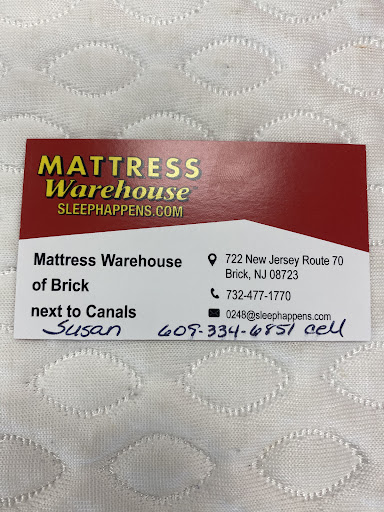 MATTRESS
Warehouse
SLEEPHAPPENS.COM
Mattress Warehouse
of Brick
next to Canals
722 New Jersey Route 70
Brick, NJ 08723
732-477-1770
0248@sleephappens.com
Susan 609-334-6851 cell